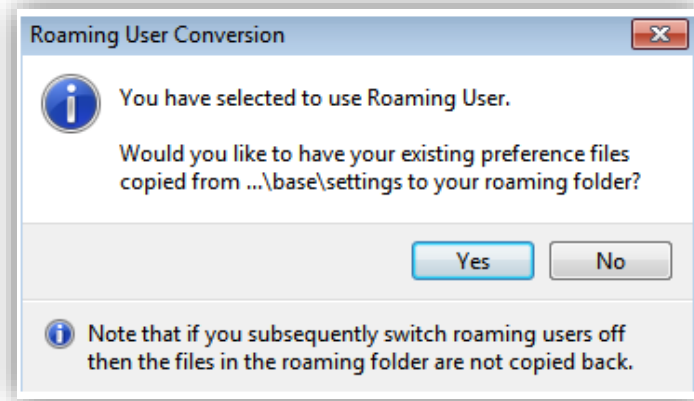 Roaming User Conversion
You have selected to use Roaming User.
Would you like to have your existing preference files
copied from ...\base\settings to your roaming folder?
Yes
No
Note that if you subsequently switch roaming users off
then the files in the roaming folder are not copied back.